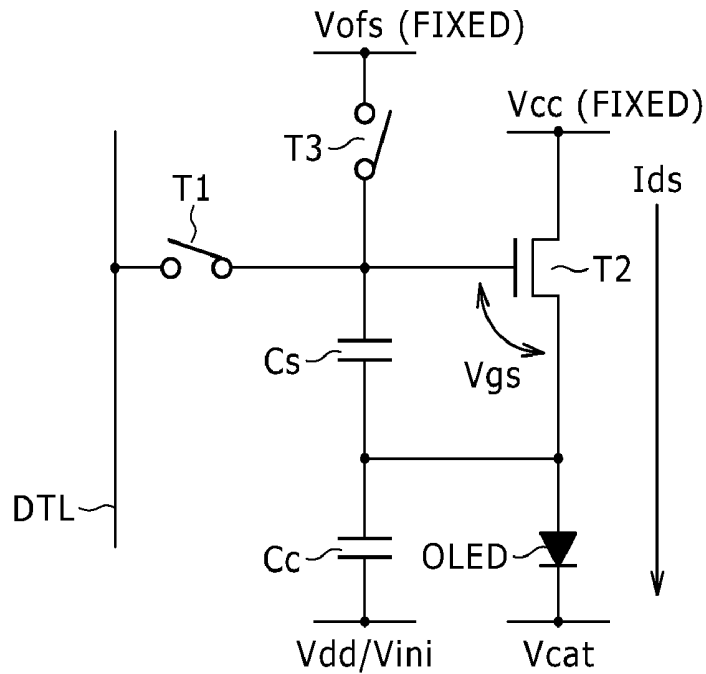 Vofs (FIXED)
Vcc (FIXED)
T3
Ids
T1
T2
Cs
Vgs
DTL
Cc
OLED
Vdd/Vini
Vcat